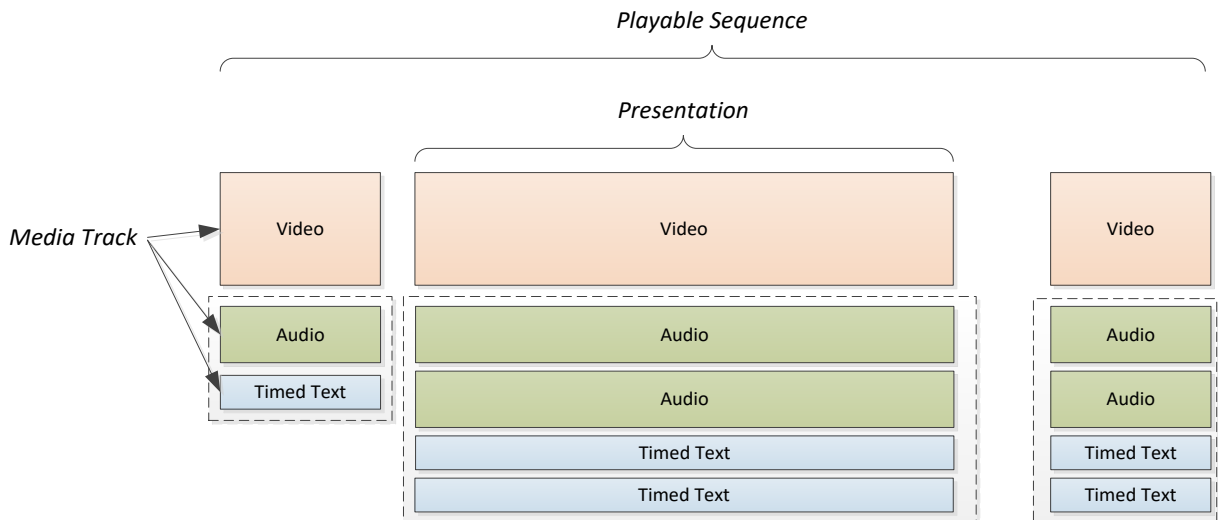 Playable Sequence
Presentation
Media Track
Video
Video
Video
Audio
Audio
Audio
Timed Text
Audio
Audio
Timed Text
Timed Text
Timed Text
Timed Text